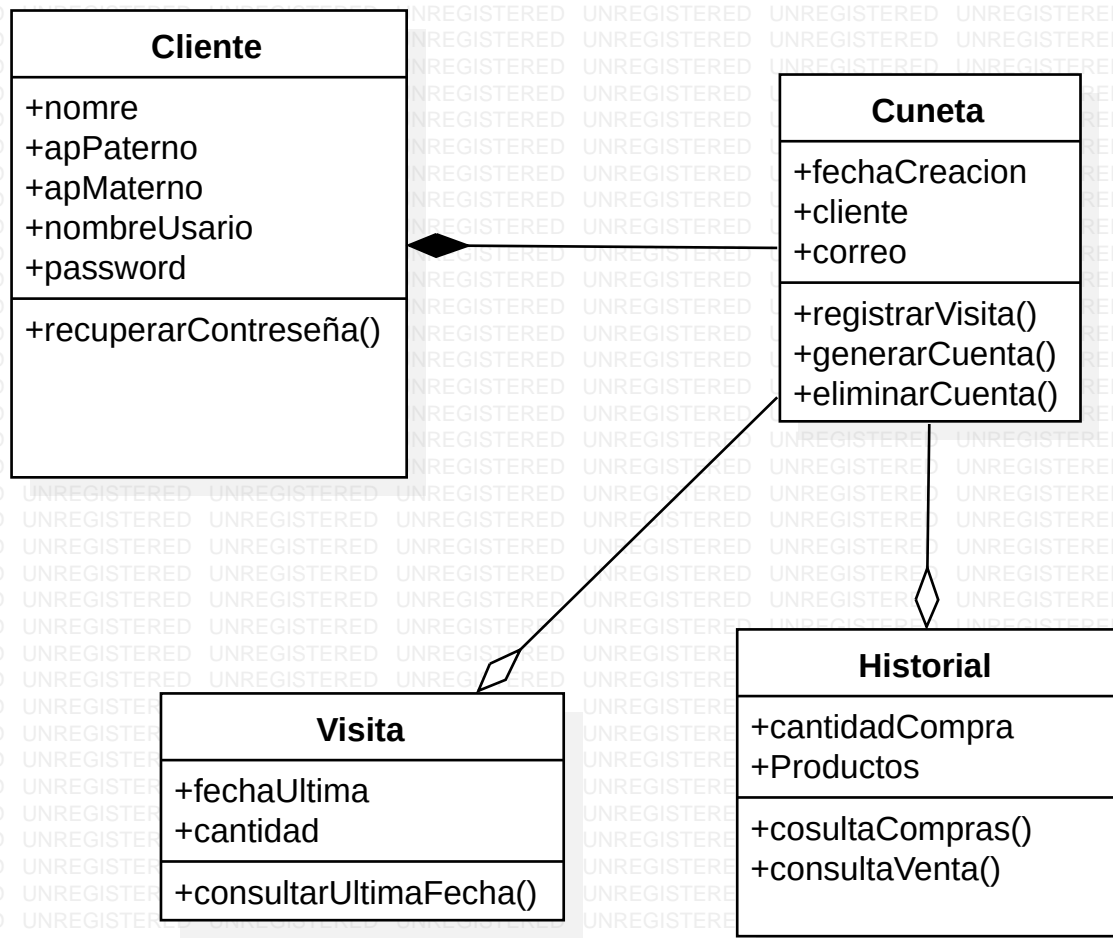 Cliente
+nomre
+apPaterno
+apMaterno
+nombreUsario
+password
+recuperarContreseña()
Cuneta
+fechaCreacion
+cliente
+correo
+registrarVisita()
+generarCuenta()
+eliminarCuenta()
Visita
+fechaUltima
+cantidad
+consultarUltimaFecha()
Historial
+cantidadCompra
+Productos
+cosultaCompras()
+consultaVenta()
UNREGISTERED